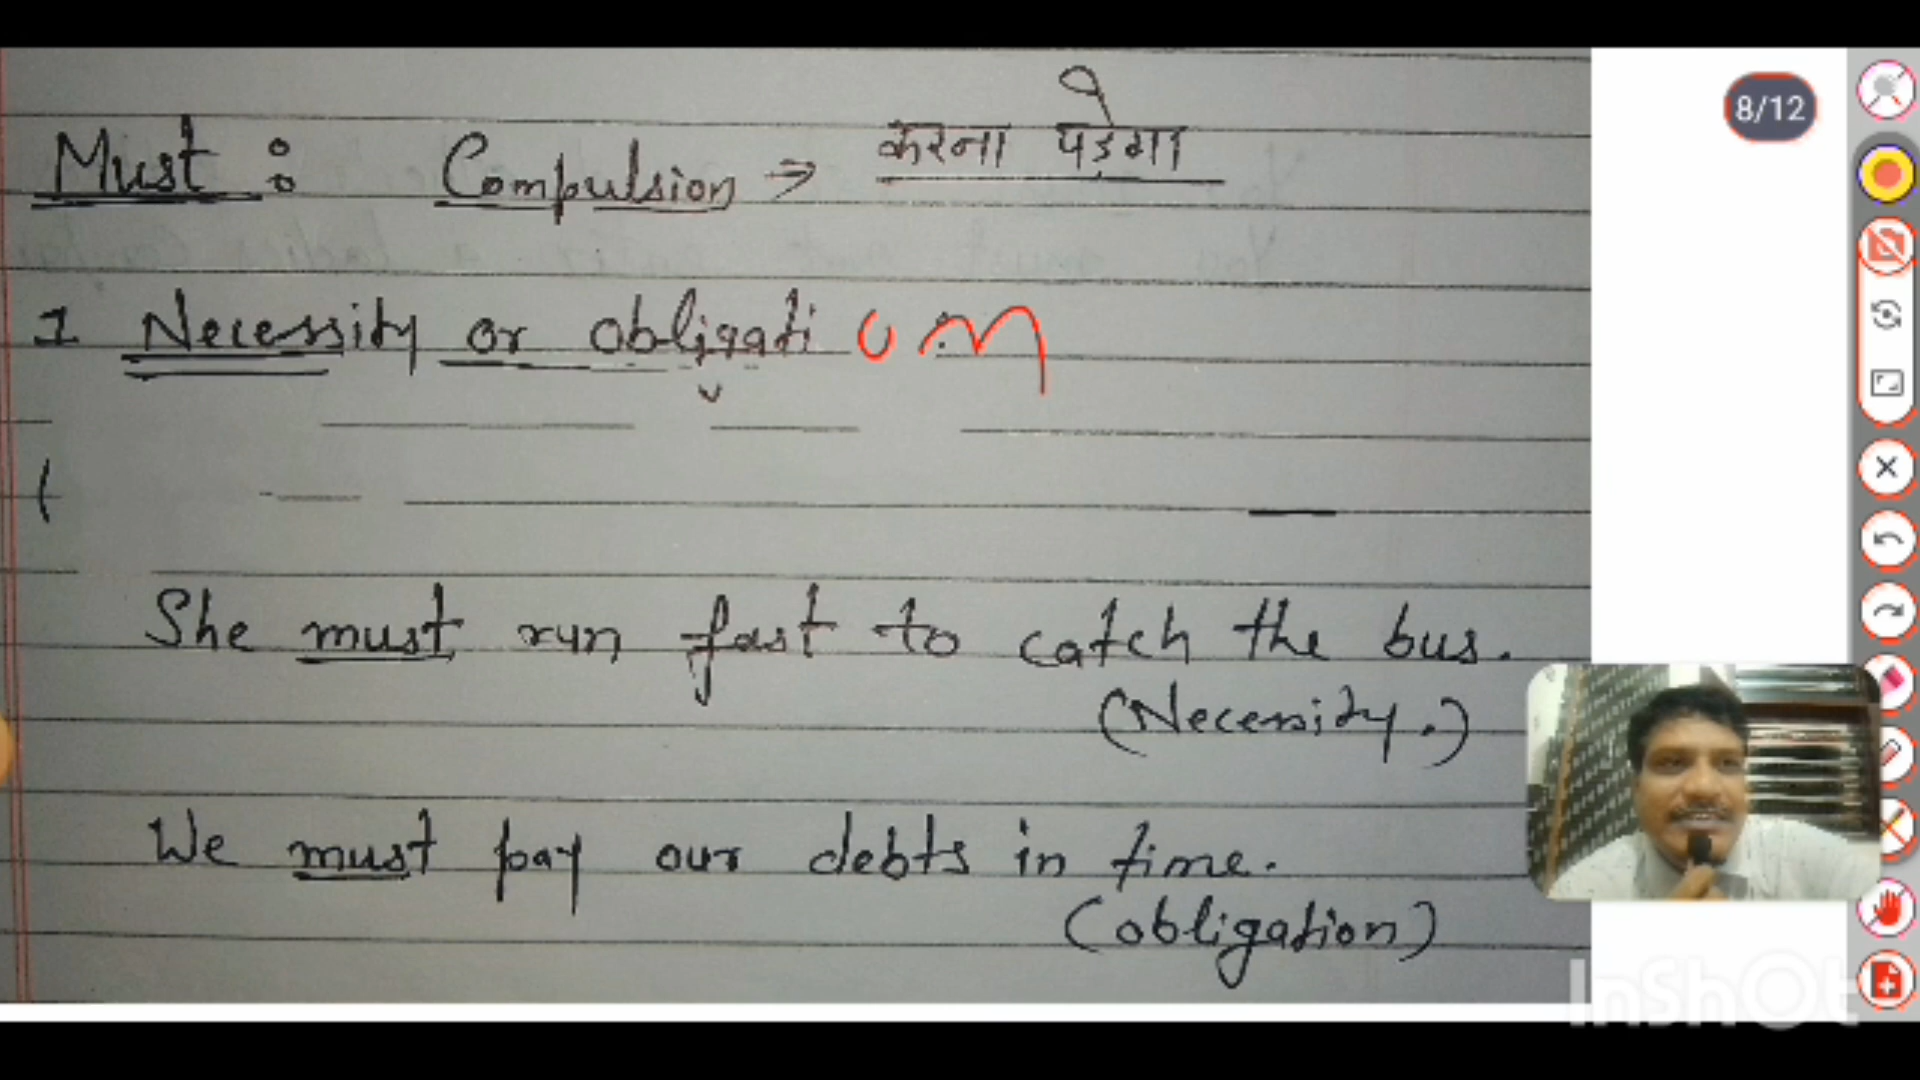 Must : Compulsion → करना पड़ेगा
8/12
1 Necessity or obligation
(
She must run fast to catch the bus.
(Necessity.)
We must pay our debts in time.
(obligation)
InShOt